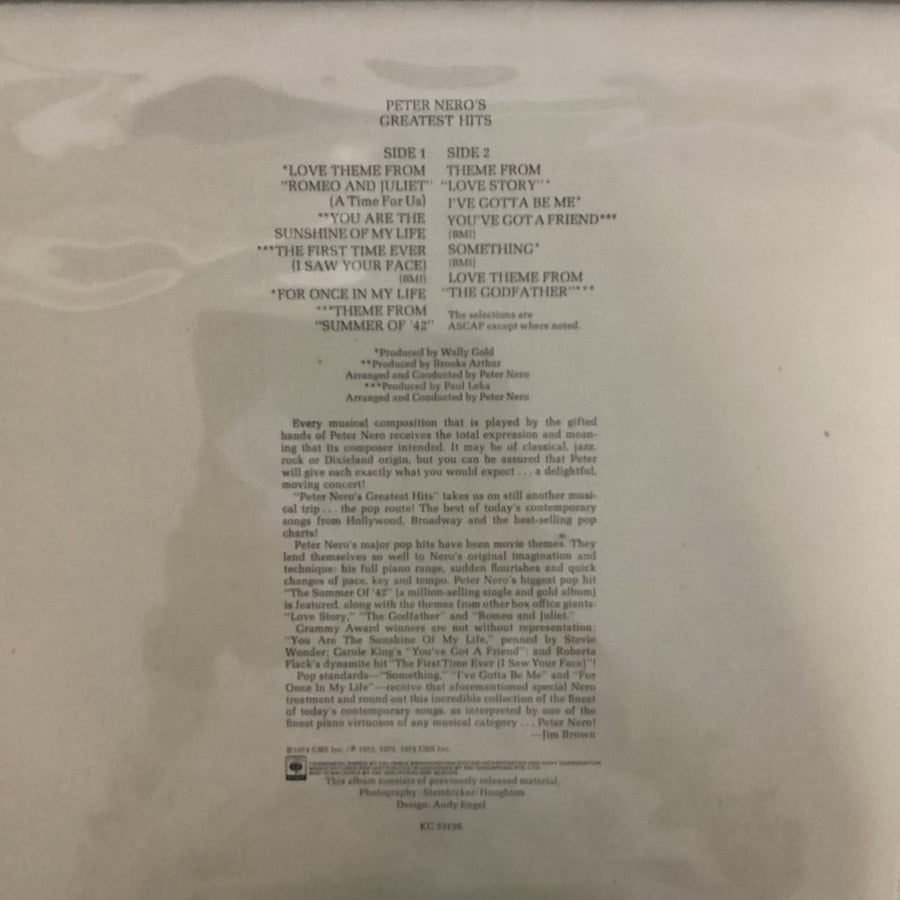 PETER NERO'S
GREATEST HITS
SIDE 1
*LOVE THEME FROM
"ROMEO AND JULIET"
(A Time For Us)
**YOU ARE THE
SUNSHINE OF MY LIFE
***THE FIRST TIME EVER
(I SAW YOUR FACE)
(BMI)
*FOR ONCE IN MY LIFE
***THEME FROM
"SUMMER OF '42"
SIDE 2
THEME FROM
"LOVE STORY"*
I'VE GOTTA BE ME*
YOU'VE GOT A FRIEND***
(BMI)
SOMETHING*
(BMI)
LOVE THEME FROM
"THE GODFATHER"***
The selections are
ASCAP except where noted.
*Produced by Wally Gold
**Produced by Brooks Arthur
Arranged and Conducted by Peter Nero
***Produced by Paul Leka
Arranged and Conducted by Peter Nero
Every musical composition that is played by the gifted
hands of Peter Nero receives the total expression and mean-
ing that its composer intended. It may be of classical, jazz,
rock or Dixieland origin, but you can be assured that Peter
will give each exactly what you would expect . . . a delightful,
moving concert!
"Peter Nero's Greatest Hits" takes us on still another musi-
cal trip . . . the pop route! The best of today's contemporary
songs from Hollywood, Broadway and the best-selling pop
charts!
Peter Nero's major pop hits have been movie themes. They
lend themselves so well to Nero's original imagination and
technique: his full piano range, sudden flourishes and quick
changes of pace, key and tempo. Peter Nero's biggest pop hit
"The Summer Of '42" (a million-selling single and gold album)
is featured, along with the themes from other box office giants:
"Love Story," "The Godfather" and "Romeo and Juliet."
Grammy Award winners are not without representation:
"You Are The Sunshine Of My Life," penned by Stevie
Wonder; Carole King's "You've Got A Friend"; and Roberta
Flack's dynamite hit "The First Time Ever (I Saw Your Face)"!
Pop standards—"Something," "I've Gotta Be Me" and "For
Once In My Life"—receive that aforementioned special Nero
treatment and round out this incredible collection of the finest
of today's contemporary songs, as interpreted by one of the
finest piano virtuosos of any musical category . . . Peter Nero!
—Jim Brown
©1974 CBS Inc./℗ 1972, 1973, 1974 CBS Inc.
This album consists of previously released material.
Photography: Steinbicker/Houghton
Design: Andy Engel
KC 33136